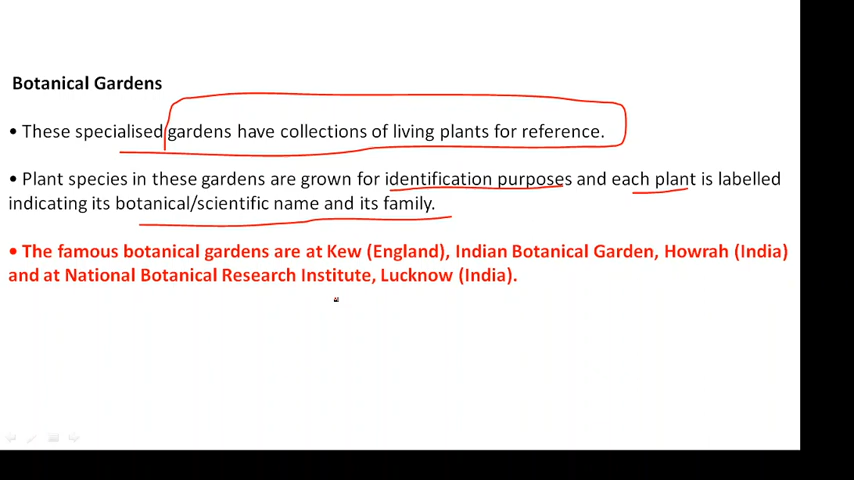 Botanical Gardens
• These specialised gardens have collections of living plants for reference.
• Plant species in these gardens are grown for identification purposes and each plant is labelled
indicating its botanical/scientific name and its family.
• The famous botanical gardens are at Kew (England), Indian Botanical Garden, Howrah (India)
and at National Botanical Research Institute, Lucknow (India).